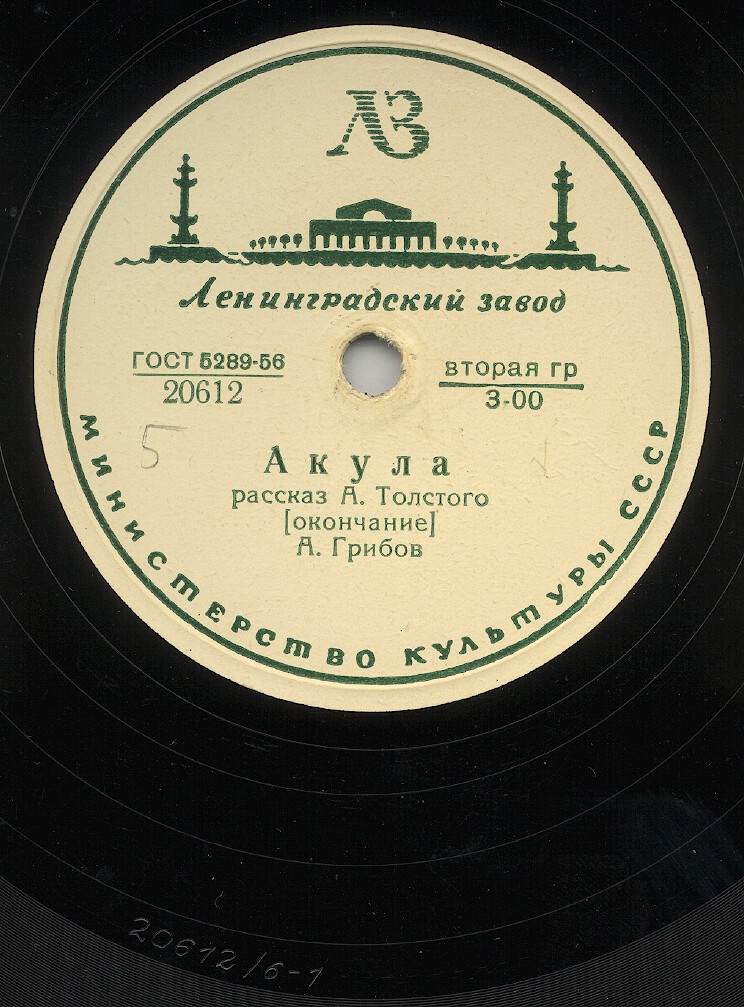 ЛЗ
Ленинградский завод
ГОСТ 5289-56
20612
вторая гр
3-00
5
Акула
рассказ А. Толстого
[окончание]
А. Грибов
МИНИСТЕРСТВО КУЛЬТУРЫ СССР
20612/6-1